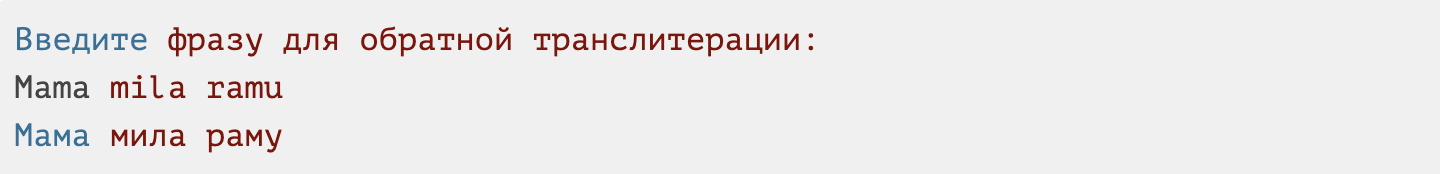 Введите фразу для обратной транслитерации:
Mama mila ramu
Мама мила раму